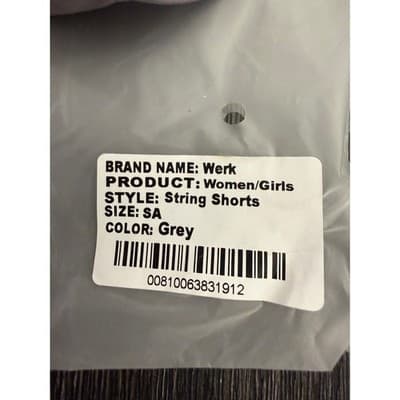 BRAND NAME: Werk
PRODUCT: Women/Girls
STYLE: String Shorts
SIZE: SA
COLOR: Grey
00810063831912